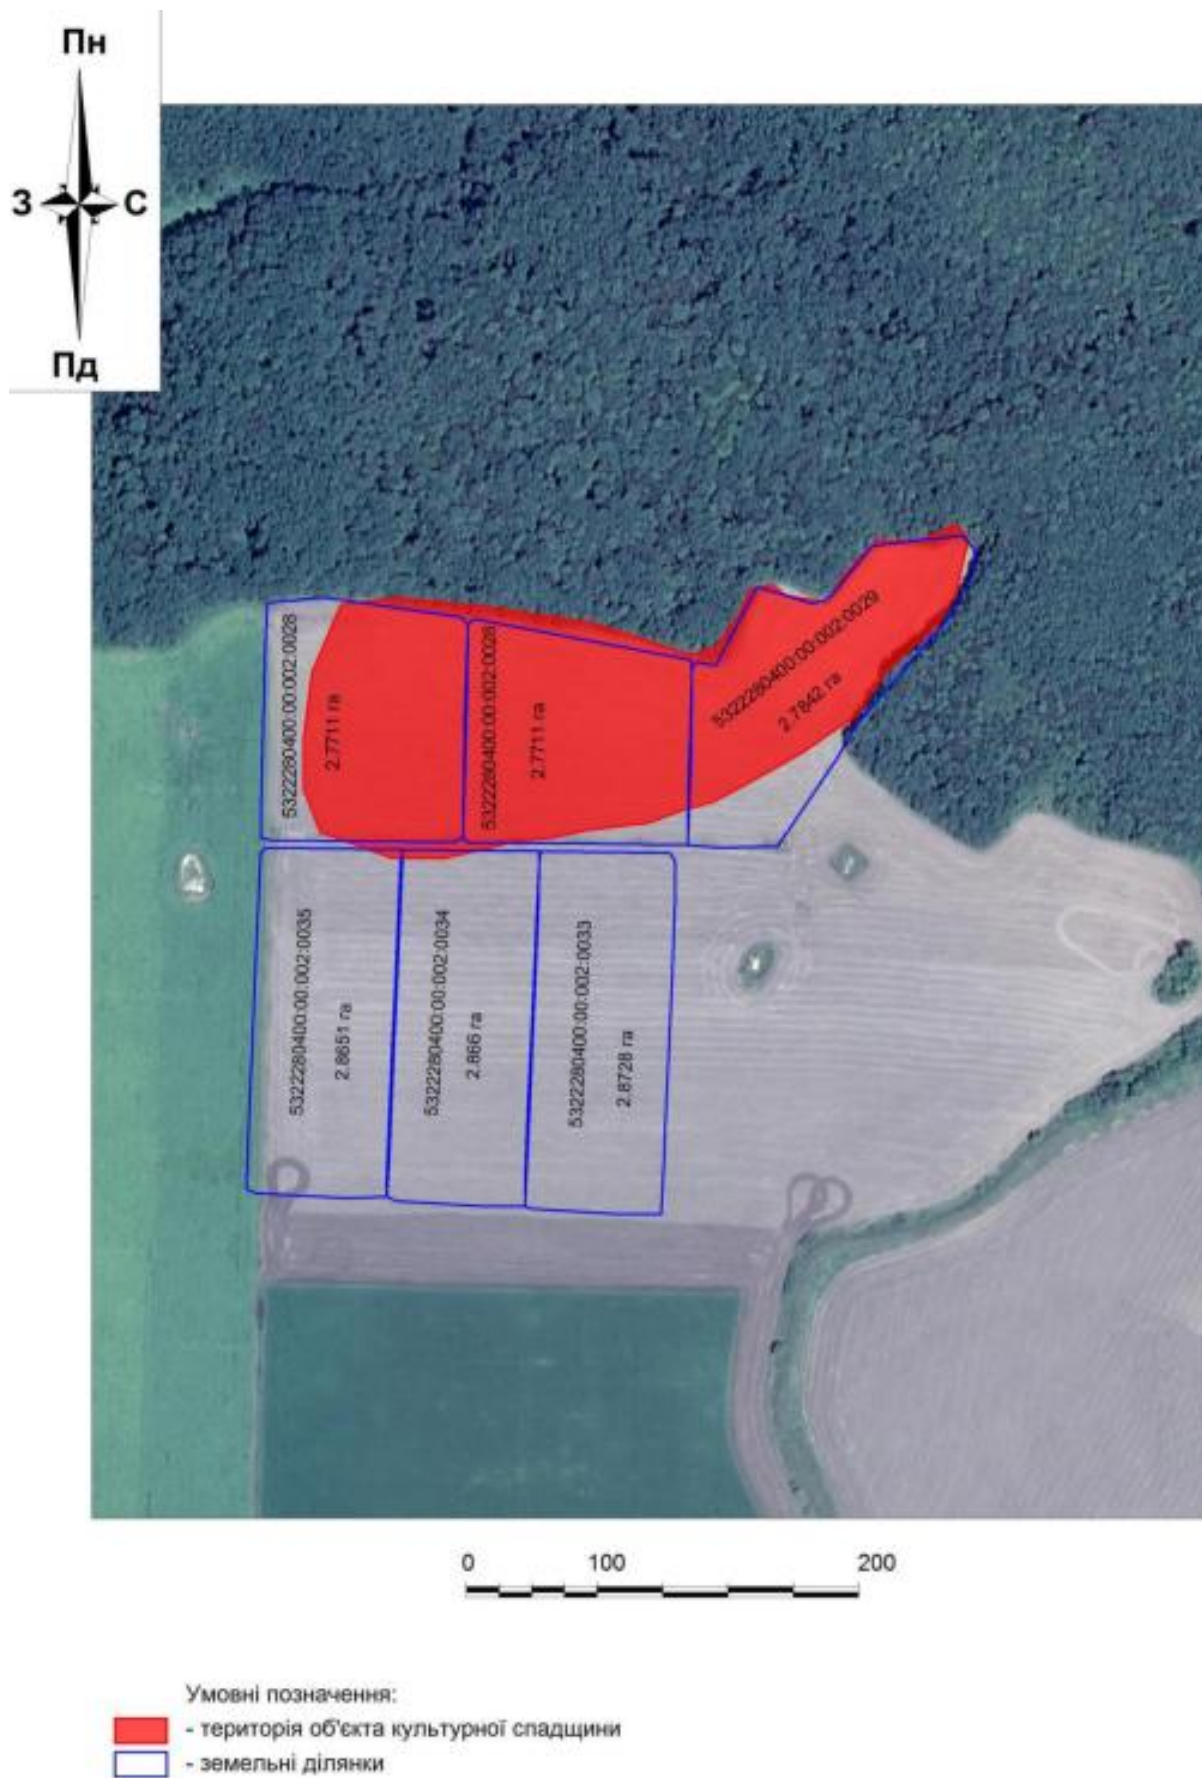 Пн
З
С
Пд
5322280400:00:002:0028
2.7711 га
5322280400:00:002:0028
2.7711 га
5322280400:00:002:0029
2.7842 га
5322280400:00:002:0035
2.8651 га
5322280400:00:002:0034
2.866 га
5322280400:00:002:0033
2.8728 га
0 100 200
Умовні позначення:
- територія об'єкта культурної спадщини
- земельні ділянки